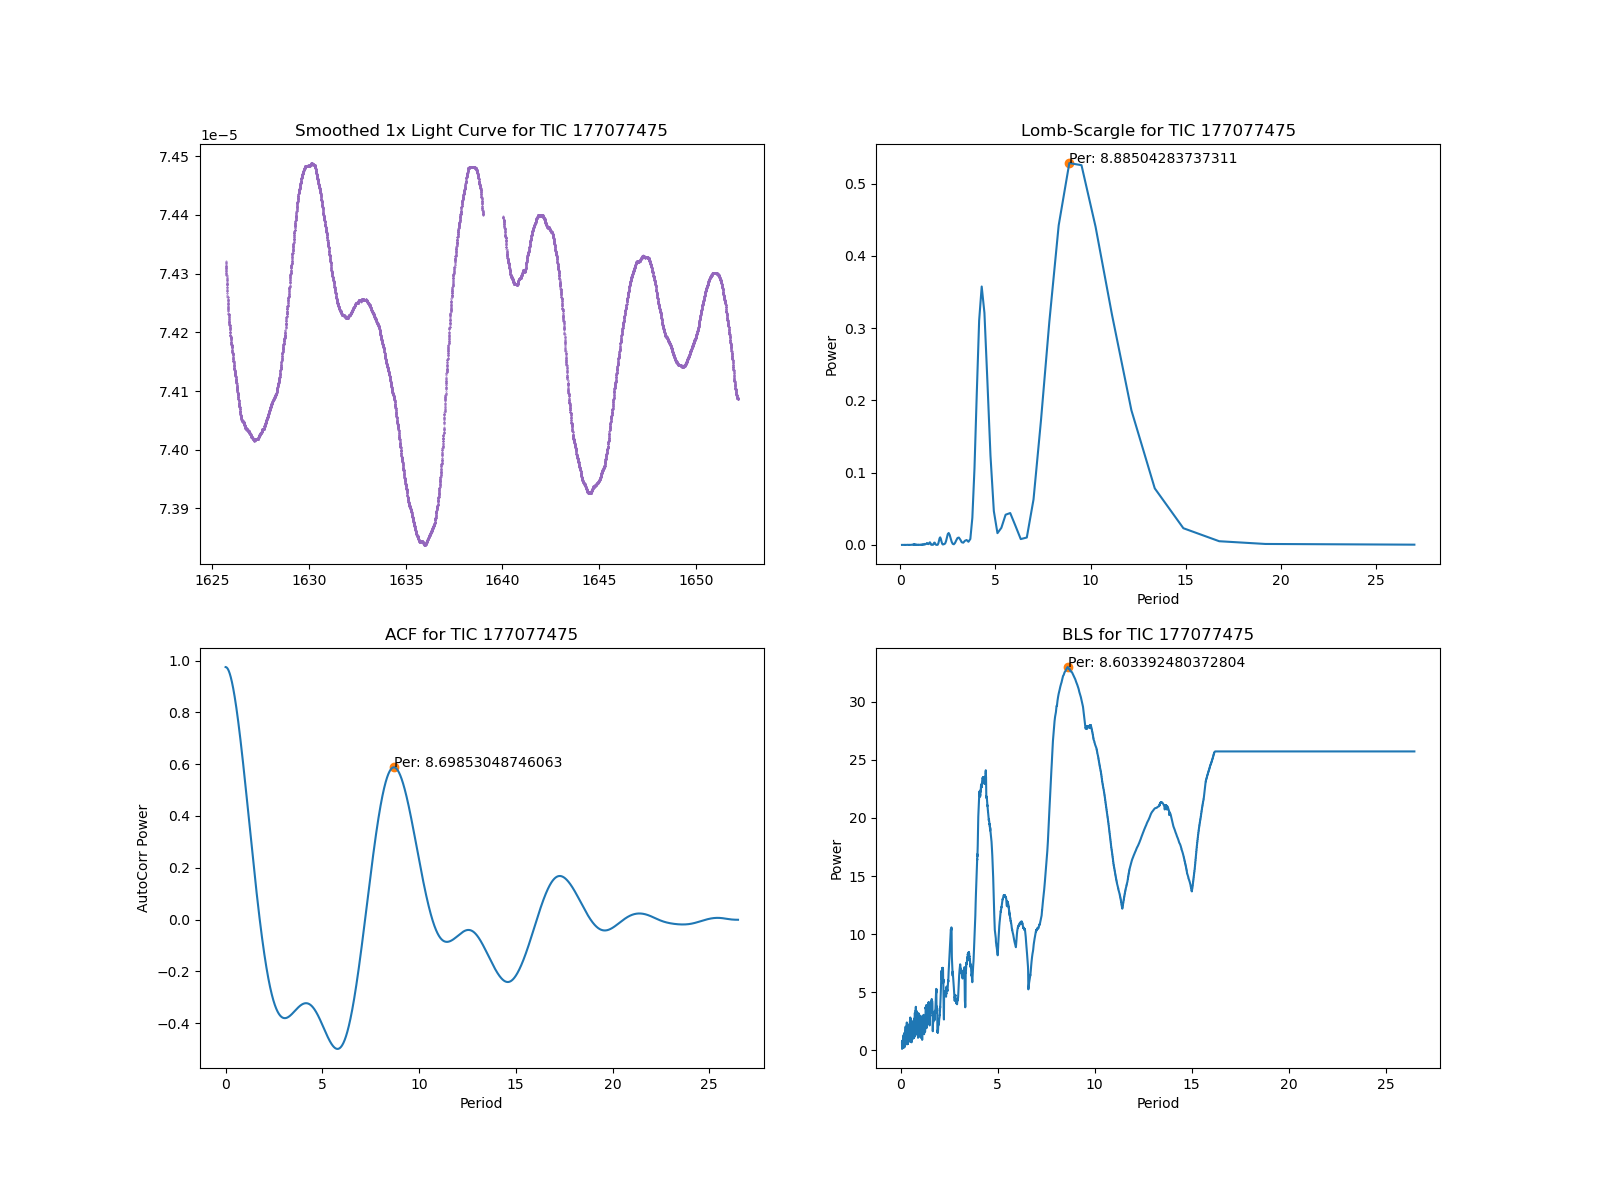 Smoothed 1x Light Curve for TIC 177077475
1e−5
7.45
7.44
7.43
7.42
7.41
7.40
7.39
1625 1630 1635 1640 1645 1650
Lomb-Scargle for TIC 177077475
Per: 8.88504283737311
Power
0.5
0.4
0.3
0.2
0.1
0.0
0 5 10 15 20 25
Period
ACF for TIC 177077475
Per: 8.69853048746063
AutoCorr Power
1.0
0.8
0.6
0.4
0.2
0.0
−0.2
−0.4
0 5 10 15 20 25
Period
BLS for TIC 177077475
Per: 8.603392480372804
Power
30
25
20
15
10
5
0
0 5 10 15 20 25
Period